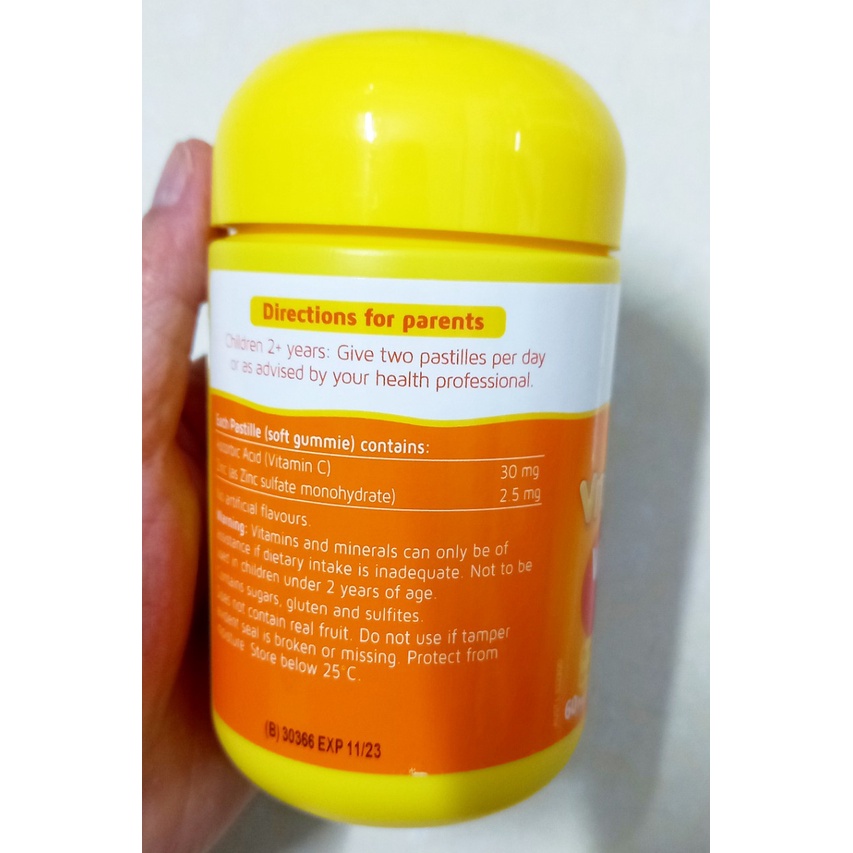 Directions for parents
Children 2+ years: Give two pastilles per day
or as advised by your health professional.
Each Pastille (soft gummie) contains:
Ascorbic Acid (Vitamin C) 30 mg
Zinc (as Zinc sulfate monohydrate) 2.5 mg
No artificial flavours.
Warning: Vitamins and minerals can only be of
assistance if dietary intake is inadequate. Not to be
used in children under 2 years of age.
Contains sugars, gluten and sulfites.
Does not contain real fruit. Do not use if tamper
evident seal is broken or missing. Protect from
moisture. Store below 25°C.
(B) 30366 EXP 11/23